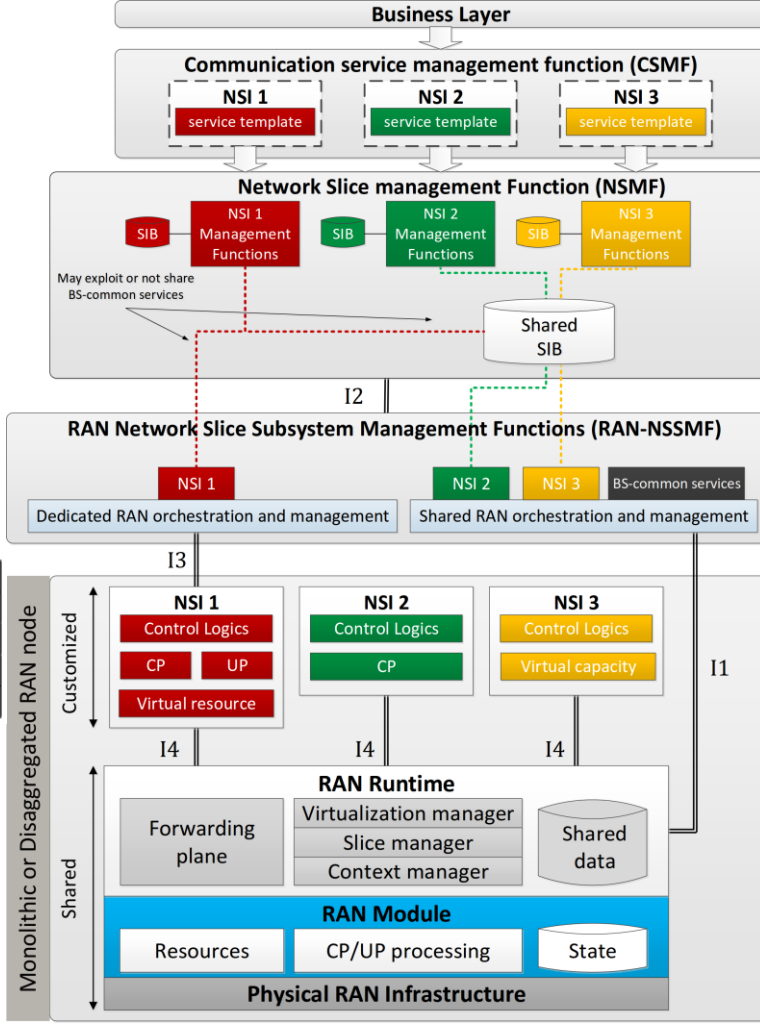 Business Layer
Communication service management function (CSMF)
NSI 1
service template
NSI 2
service template
NSI 3
service template
Network Slice management Function (NSMF)
SIB
NSI 1
Management
Functions
SIB
NSI 2
Management
Functions
SIB
NSI 3
Management
Functions
May exploit or not share
BS-common services
Shared
SIB
I2
RAN Network Slice Subsystem Management Functions (RAN-NSSMF)
NSI 1
Dedicated RAN orchestration and management
NSI 2
NSI 3
BS-common services
Shared RAN orchestration and management
I3
I1
Monolithic or Disaggregated RAN node
Customized
NSI 1
Control Logics
CP
UP
Virtual resource
NSI 2
Control Logics
CP
NSI 3
Control Logics
Virtual capacity
I4
I4
I4
Shared
RAN Runtime
Forwarding
plane
Virtualization manager
Slice manager
Context manager
Shared
data
RAN Module
Resources
CP/UP processing
State
Physical RAN Infrastructure